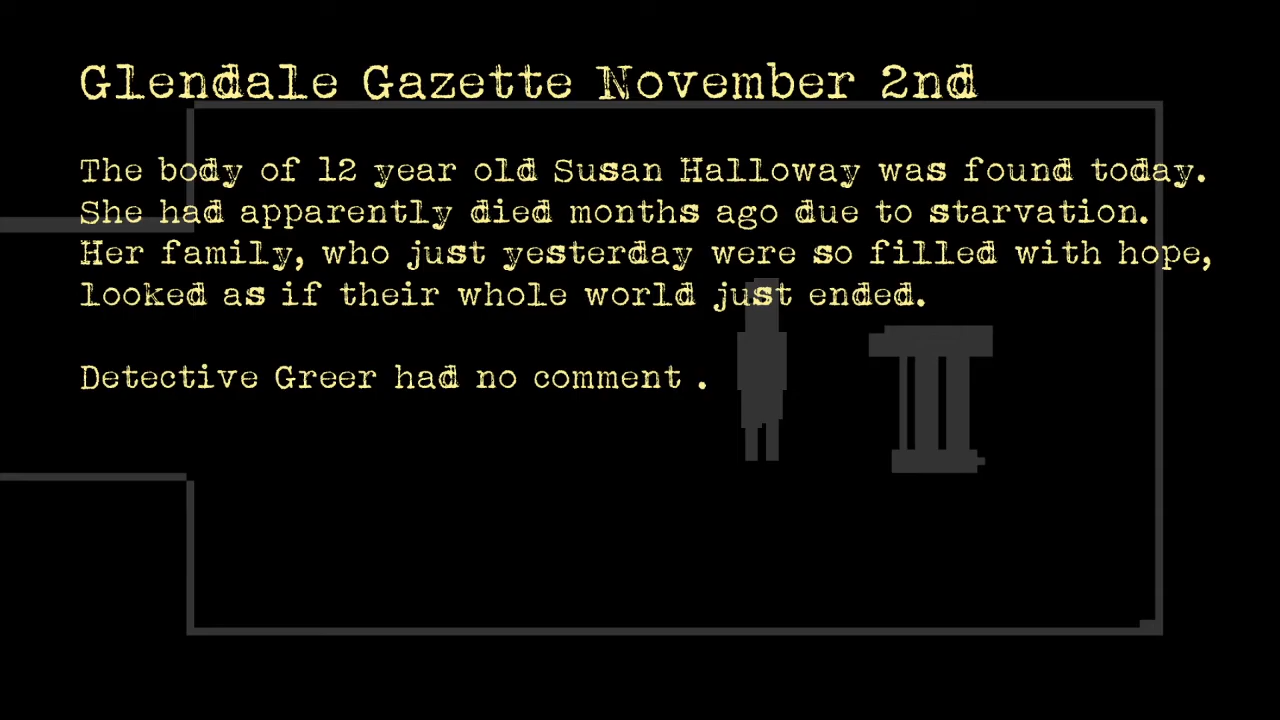 Glendale Gazette November 2nd
The body of 12 year old Susan Halloway was found today.
She had apparently died months ago due to starvation.
Her family, who just yesterday were so filled with hope,
looked as if their whole world just ended.
Detective Greer had no comment .